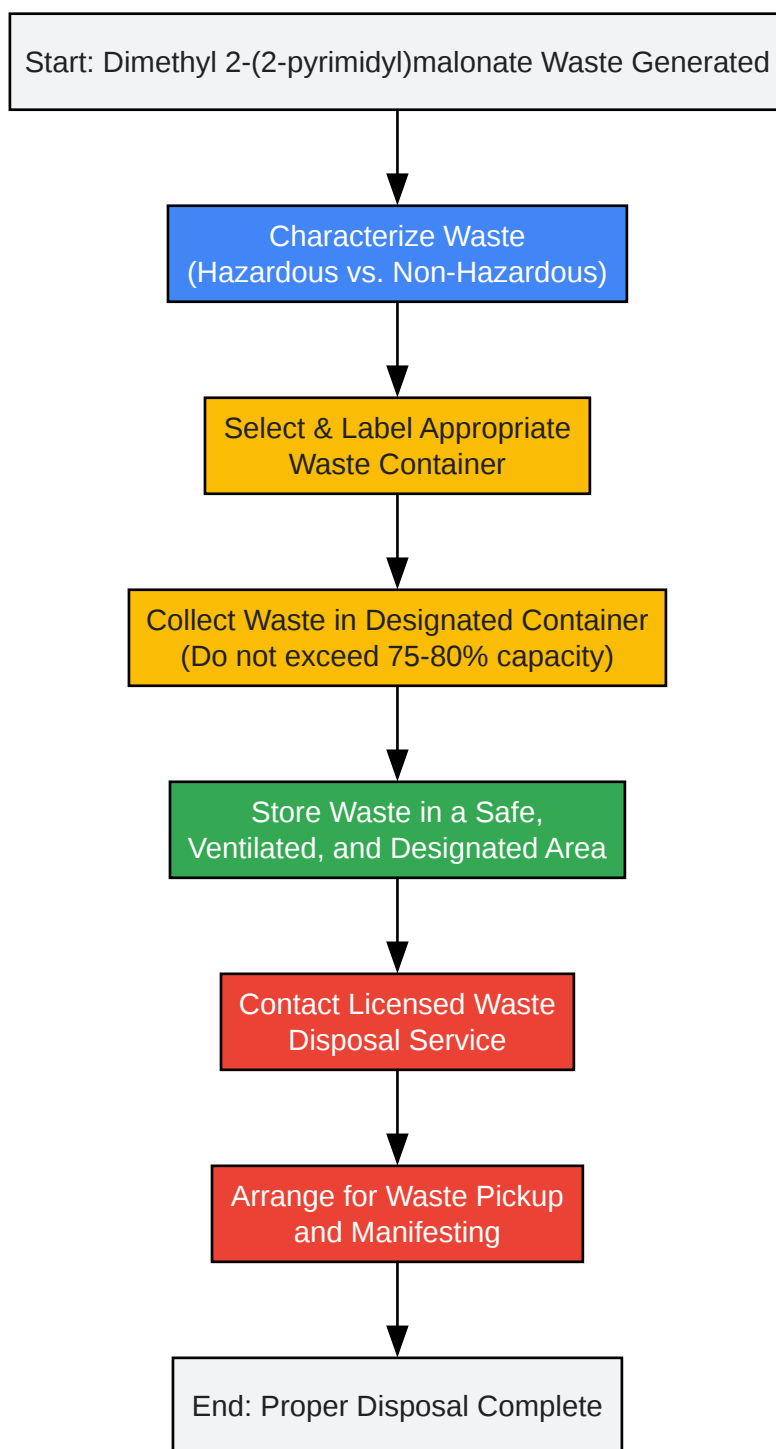 Start: Dimethyl 2-(2-pyrimidyl)malonate Waste Generated
Characterize Waste
(Hazardous vs. Non-Hazardous)
Select & Label Appropriate
Waste Container
Collect Waste in Designated Container
(Do not exceed 75-80% capacity)
Store Waste in a Safe,
Ventilated, and Designated Area
Contact Licensed Waste
Disposal Service
Arrange for Waste Pickup
and Manifesting
End: Proper Disposal Complete